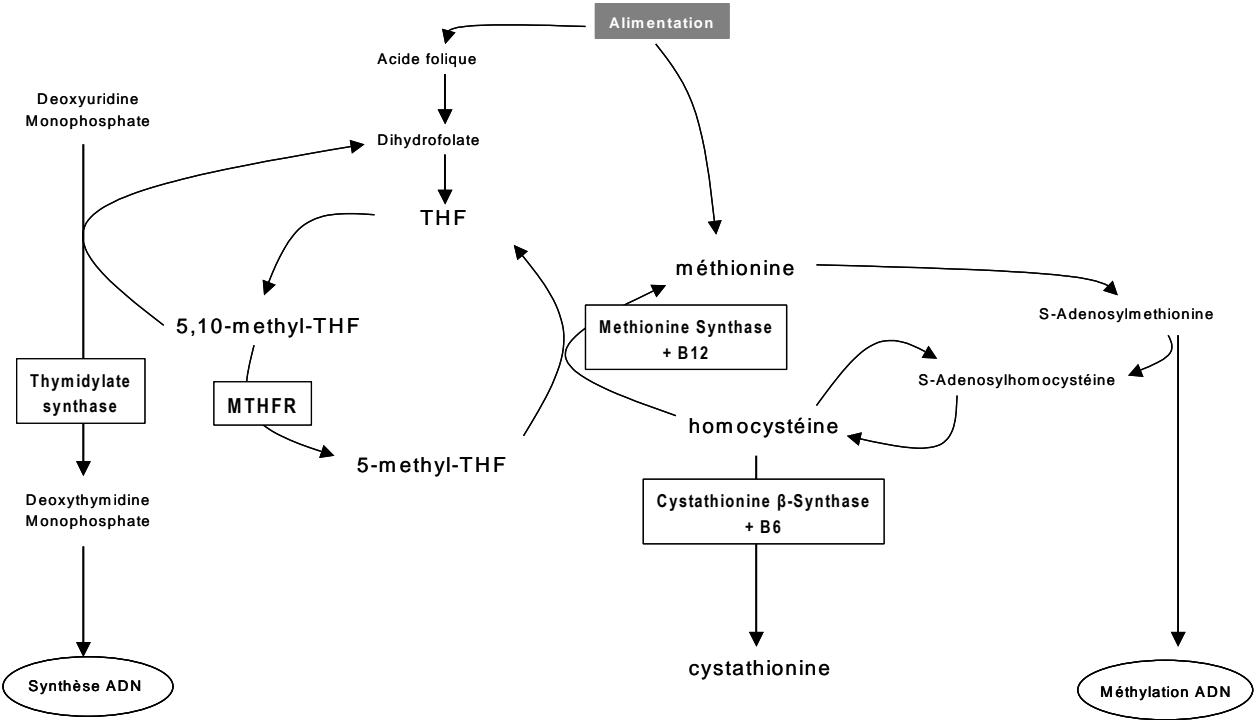 Alimentation
Acide folique
Deoxyuridine
Monophosphate
Dihydrofolate
THF
méthionine
S-Adenosylmethionine
5,10-methyl-THF
Methionine Synthase
+ B12
Thymidylate
synthase
S-Adenosylhomocystéine
MTHFR
homocystéine
5-methyl-THF
Deoxythymidine
Monophosphate
Cystathionine β-Synthase
+ B6
cystathionine
Synthèse ADN
Méthylation ADN